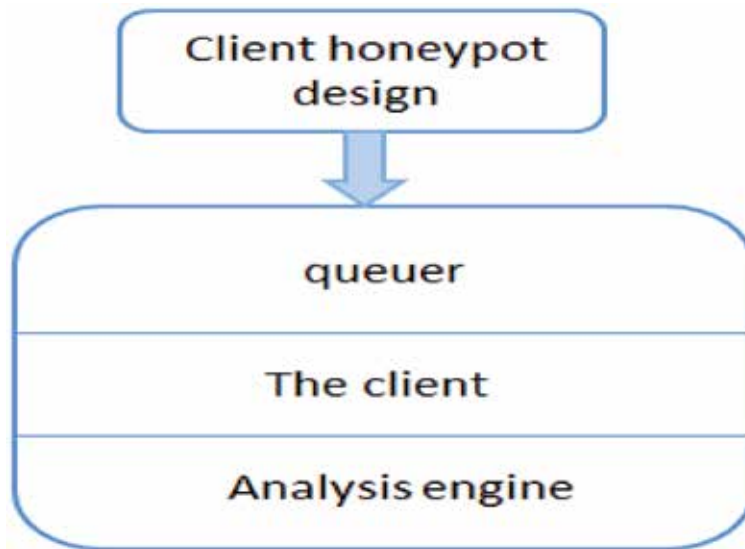 Client honeypot
design
queuer
The client
Analysis engine